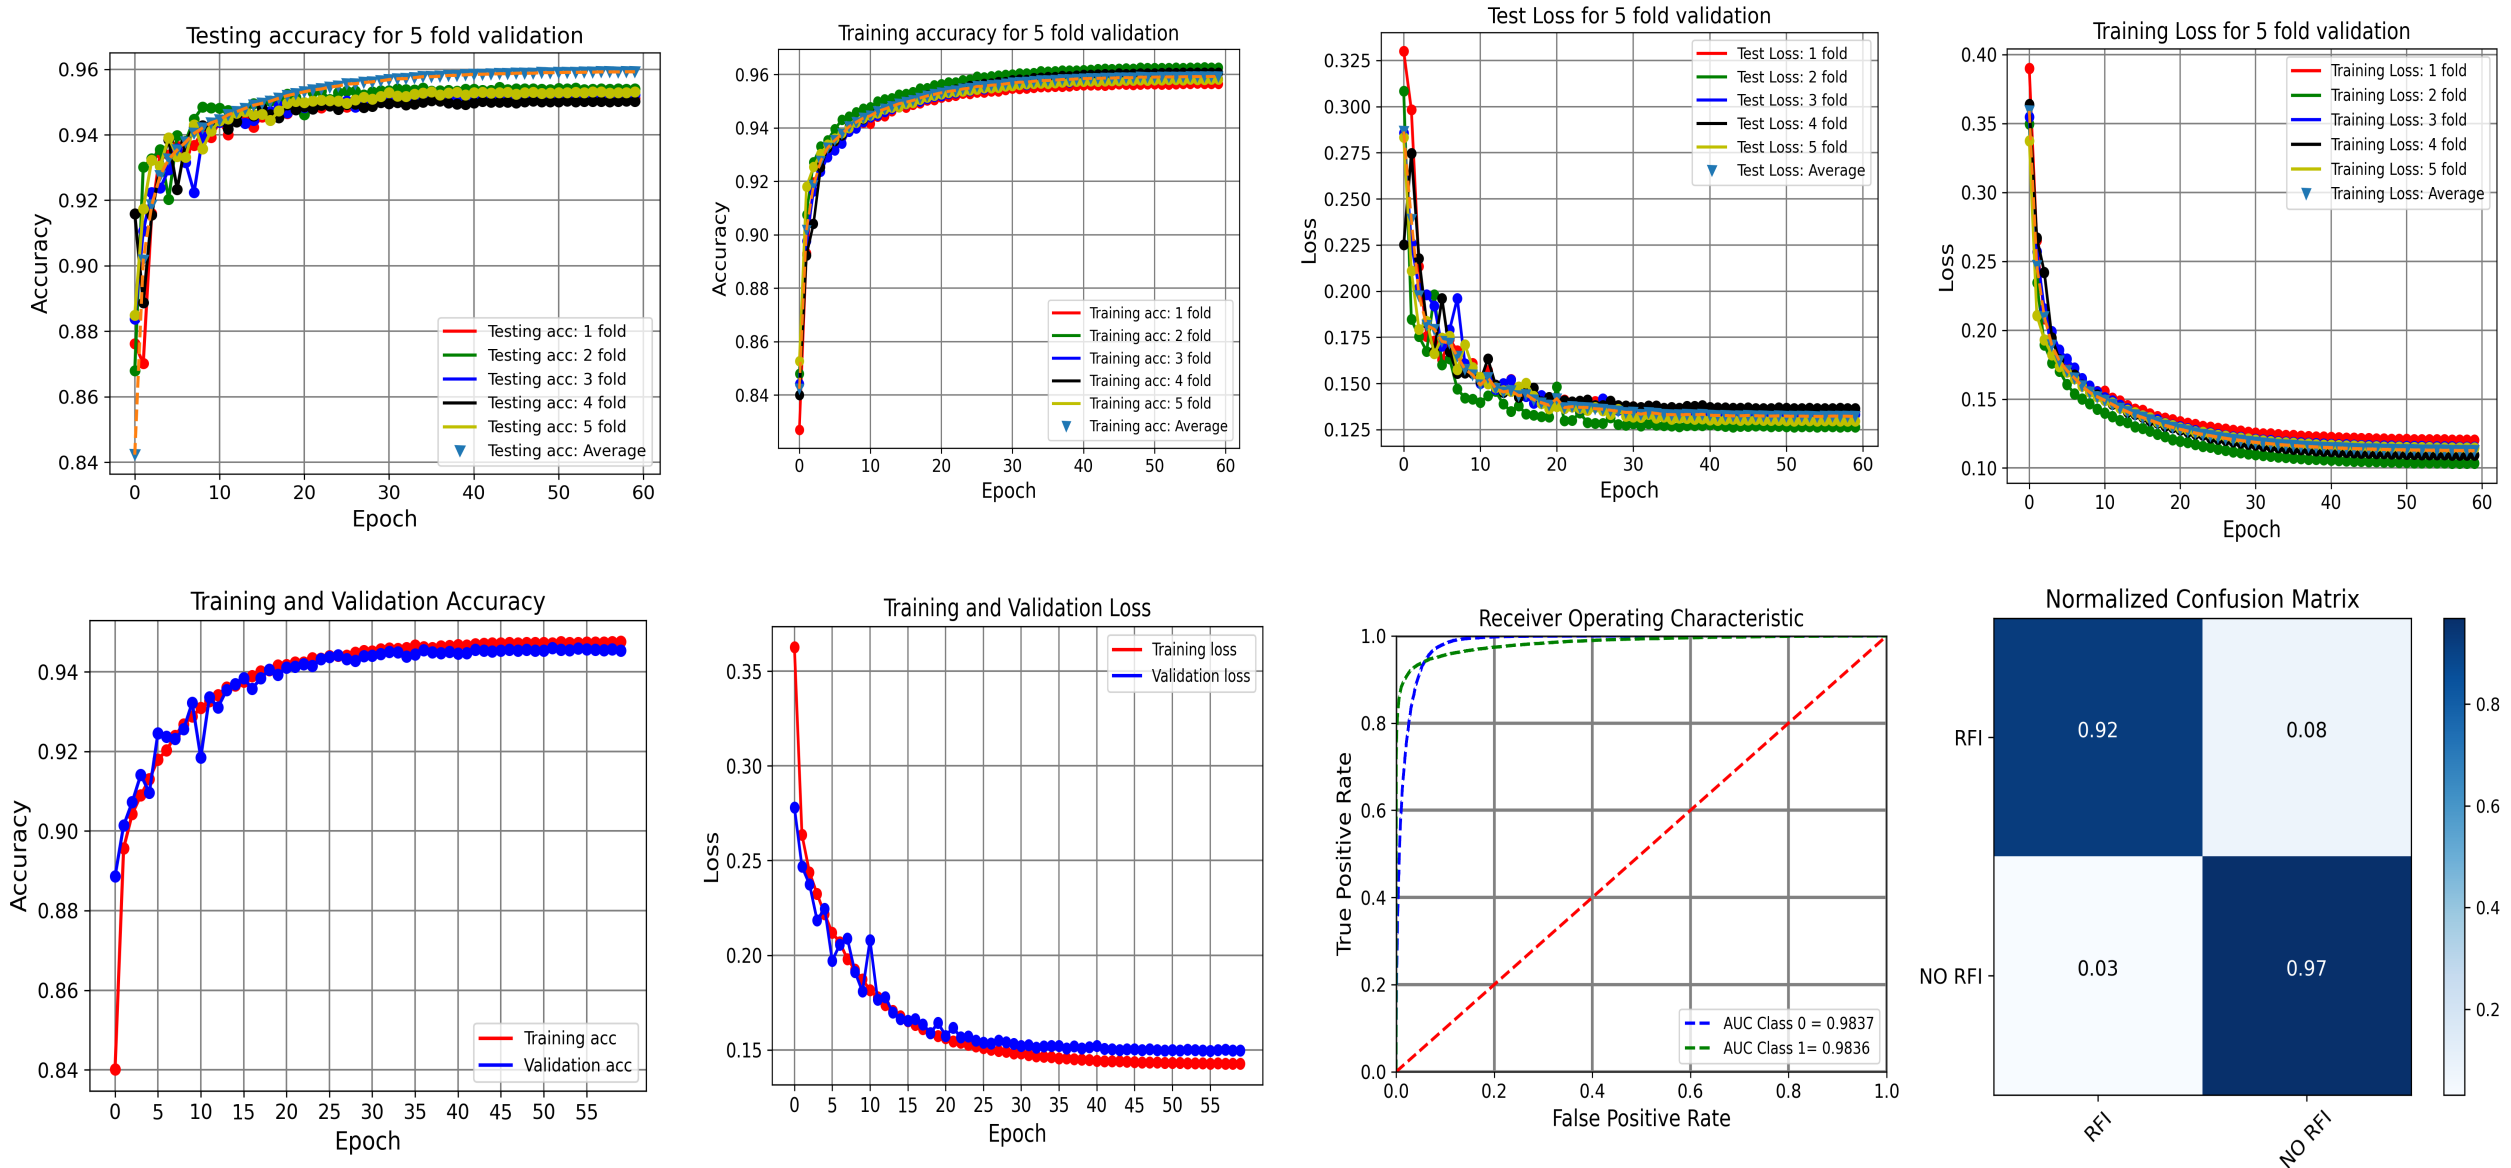 Testing accuracy for 5 fold validation
0.96
0.94
0.92
0.90
0.88
0.86
0.84
Accuracy
Testing acc: 1 fold
Testing acc: 2 fold
Testing acc: 3 fold
Testing acc: 4 fold
Testing acc: 5 fold
Testing acc: Average
0 10 20 30 40 50 60
Epoch
Training accuracy for 5 fold validation
0.96
0.94
0.92
0.90
0.88
0.86
0.84
Accuracy
Training acc: 1 fold
Training acc: 2 fold
Training acc: 3 fold
Training acc: 4 fold
Training acc: 5 fold
Training acc: Average
0 10 20 30 40 50 60
Epoch
Test Loss for 5 fold validation
0.325
0.300
0.275
0.250
0.225
0.200
0.175
0.150
0.125
Loss
Test Loss: 1 fold
Test Loss: 2 fold
Test Loss: 3 fold
Test Loss: 4 fold
Test Loss: 5 fold
Test Loss: Average
0 10 20 30 40 50 60
Epoch
Training Loss for 5 fold validation
0.40
0.35
0.30
0.25
0.20
0.15
0.10
Loss
Training Loss: 1 fold
Training Loss: 2 fold
Training Loss: 3 fold
Training Loss: 4 fold
Training Loss: 5 fold
Training Loss: Average
0 10 20 30 40 50 60
Epoch
Training and Validation Accuracy
0.94
0.92
0.90
0.88
0.86
0.84
Accuracy
Training acc
Validation acc
0 5 10 15 20 25 30 35 40 45 50 55
Epoch
Training and Validation Loss
0.35
0.30
0.25
0.20
0.15
Loss
Training loss
Validation loss
0 5 10 15 20 25 30 35 40 45 50 55
Epoch
Receiver Operating Characteristic
1.0
0.8
0.6
0.4
0.2
0.0
True Positive Rate
AUC Class 0 = 0.9837
AUC Class 1= 0.9836
0.0 0.2 0.4 0.6 0.8 1.0
False Positive Rate
Normalized Confusion Matrix
RFI 0.92 0.08
NO RFI 0.03 0.97
RFI NO RFI
0.8
0.6
0.4
0.2